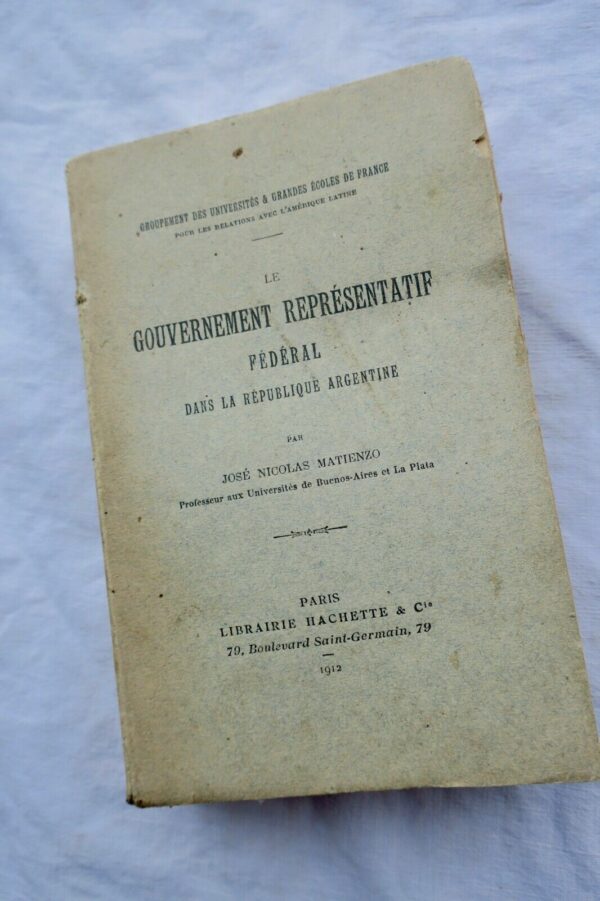 GROUPEMENT DES UNIVERSITÉS & GRANDES ÉCOLES DE FRANCE
POUR LES RELATIONS AVEC L'AMÉRIQUE LATINE
LE
GOUVERNEMENT REPRÉSENTATIF
FÉDÉRAL
DANS LA RÉPUBLIQUE ARGENTINE
PAR
JOSÉ NICOLAS MATIENZO
Professeur aux Universités de Buenos-Aires et La Plata
PARIS
LIBRAIRIE HACHETTE & Cie
79, Boulevard Saint-Germain, 79
1912